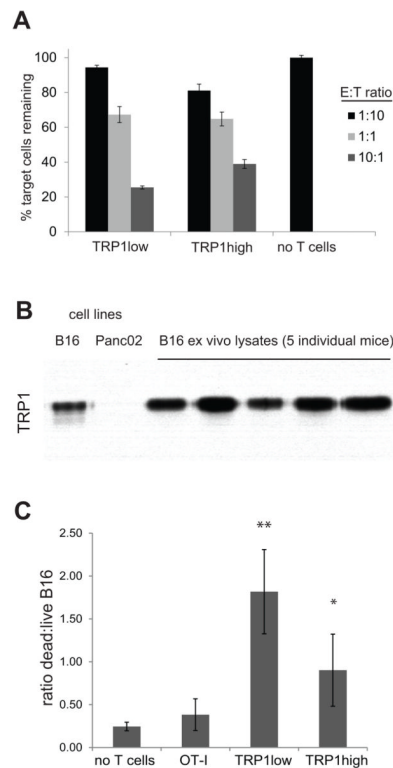 A
% target cells remaining
100
80
60
40
20
0
TRP1low
TRP1high
no T cells
E:T ratio
1:10
1:1
10:1
B
cell lines
B16 Panc02 B16 ex vivo lysates (5 individual mice)
TRP1
C
ratio dead:live B16
2.50
2.00
1.50
1.00
0.50
0.00
**
*
no T cells
OT-I
TRP1low
TRP1high